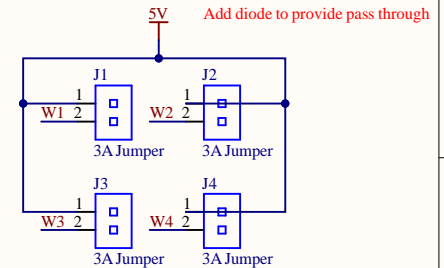 5V
Add diode to provide pass through
J1
J2
1
1
W1 2
W2 2
3A Jumper
3A Jumper
J3
J4
1
1
W3 2
W4 2
3A Jumper
3A Jumper